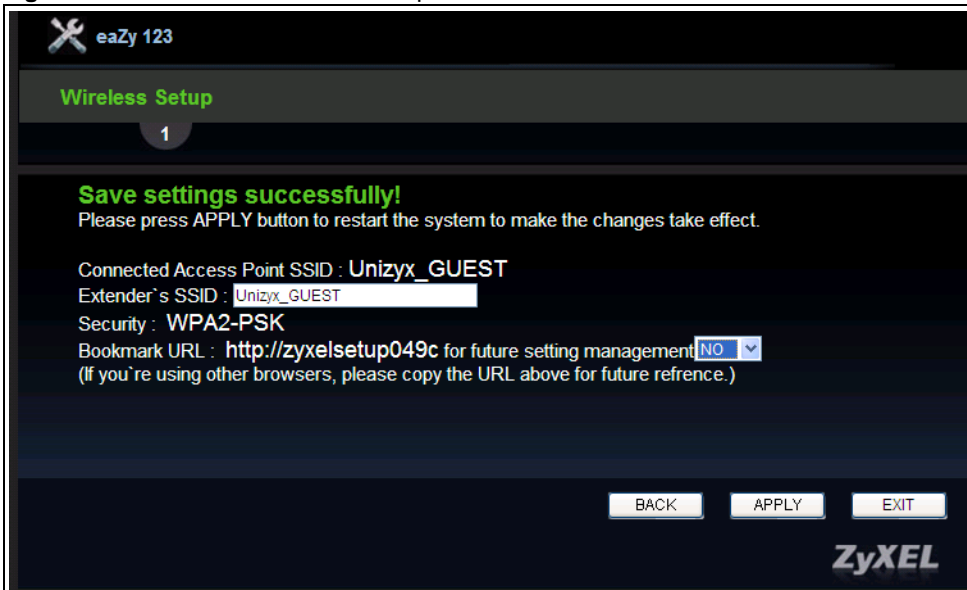 eaZy 123
Wireless Setup
1
Save settings successfully!
Please press APPLY button to restart the system to make the changes take effect.
Connected Access Point SSID : Unizyx_GUEST
Extender`s SSID : Unizyx_GUEST
Security : WPA2-PSK
Bookmark URL : http://zyxelsetup049c for future setting management NO
(If you`re using other browsers, please copy the URL above for future refrence.)
BACK APPLY EXIT
ZyXEL